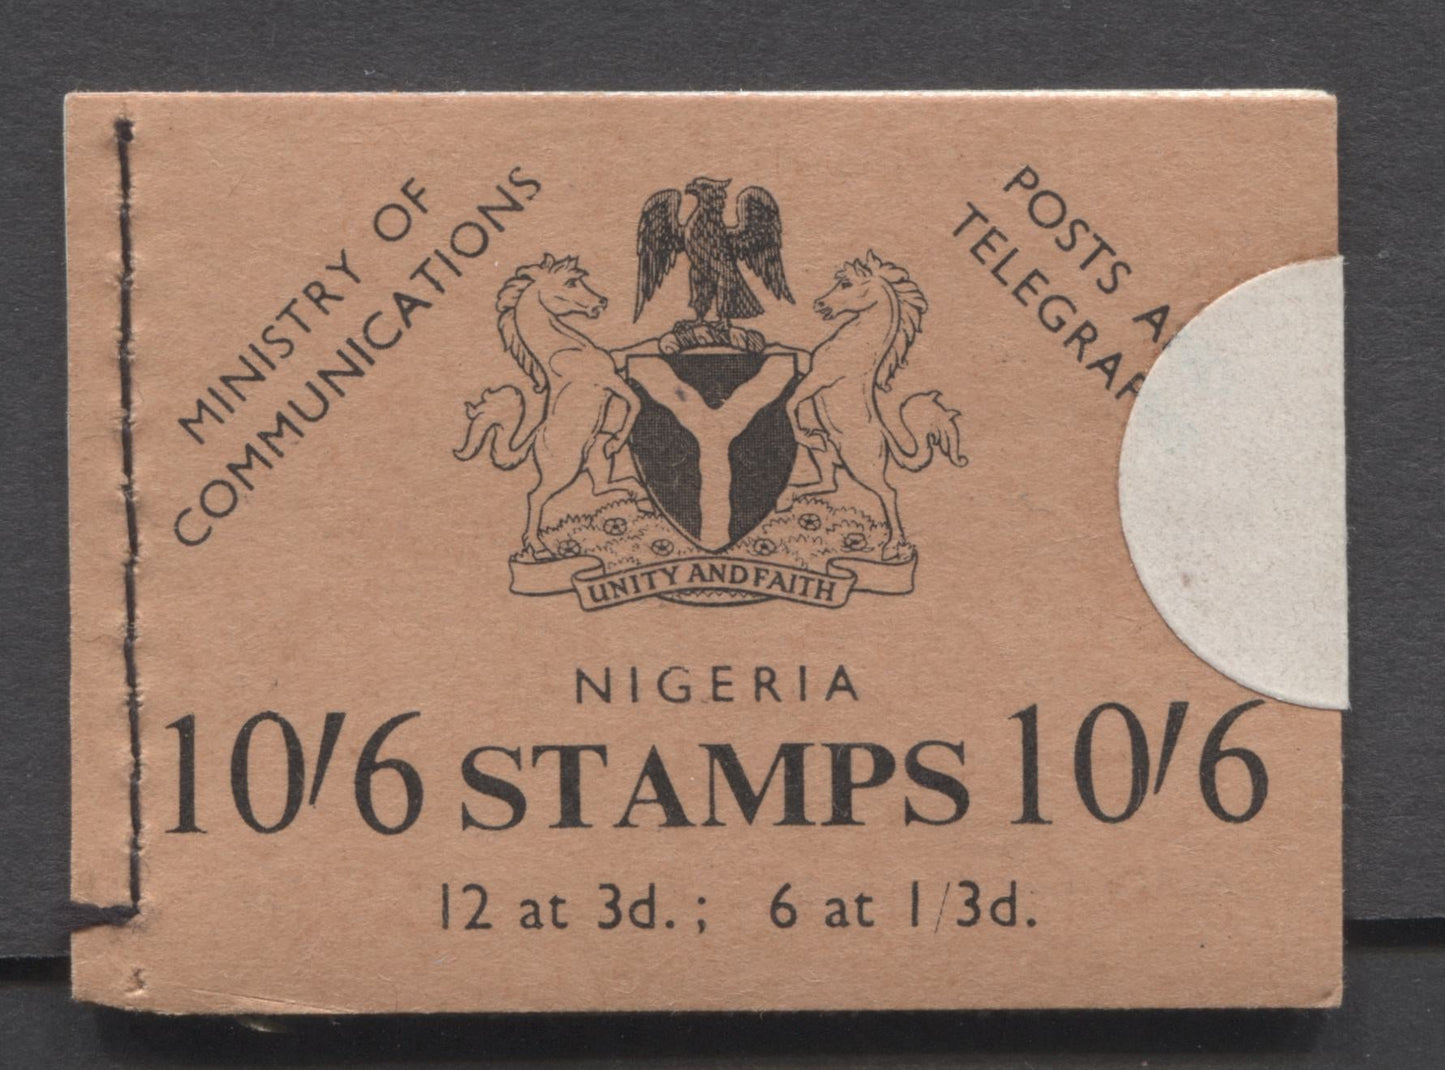 MINISTRY OF
COMMUNICATIONS
POSTS
TELEGRA
UNITY AND FAITH
NIGERIA
10/6 STAMPS 10/6
12 at 3d.; 6 at 1/3d.